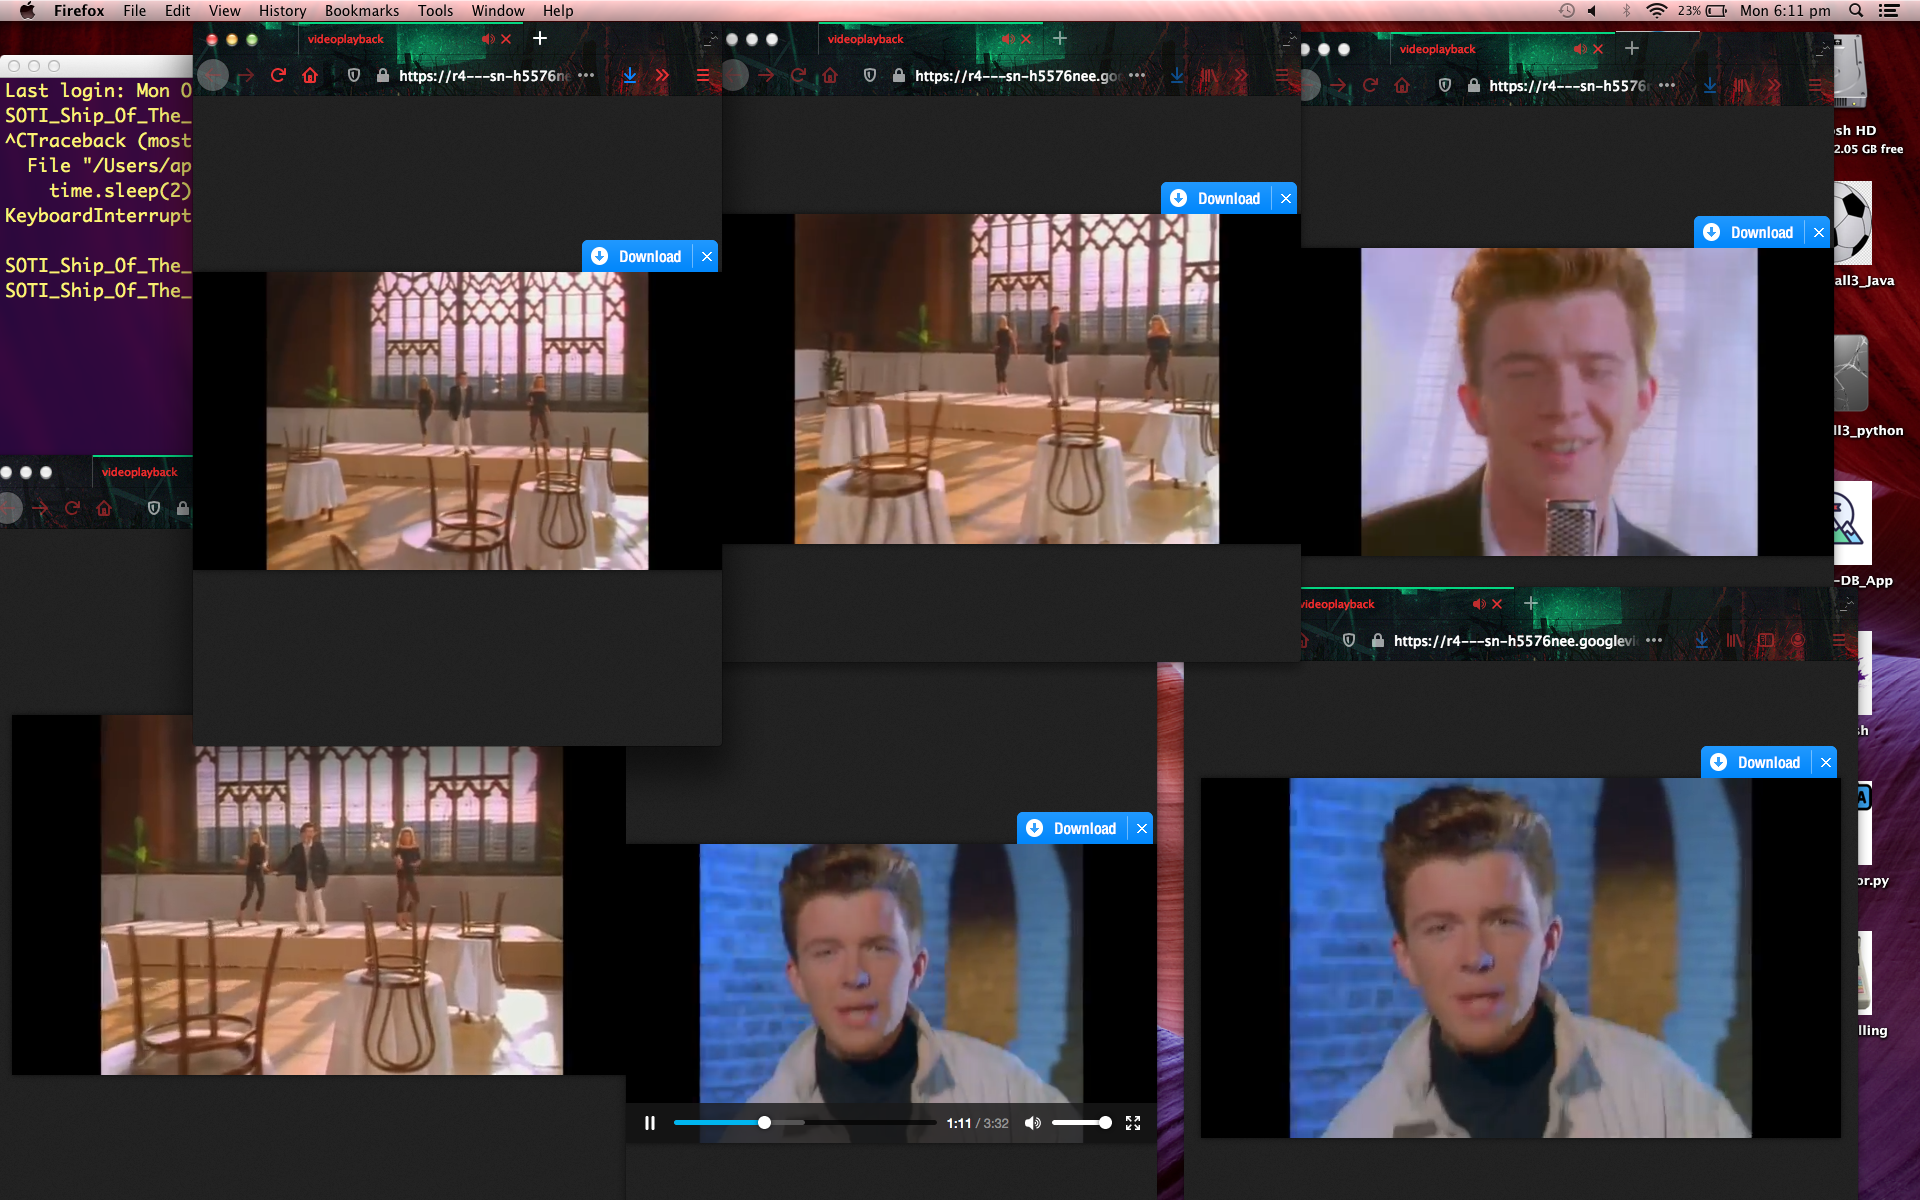 Firefox File Edit View History Bookmarks Tools Window Help
23% Mon 6:11 pm
Last login: Mon O
SOTI_Ship_Of_The_
^CTraceback (most
File "/Users/ap
time.sleep(2)
KeyboardInterrupt
SOTI_Ship_Of_The_
SOTI_Ship_Of_The_
videoplayback
https://r4---sn-h5576ne
Download
videoplayback
https://r4---sn-h5576nee.goo
Download
videoplayback
https://r4---sn-h5576n
Download
sh HD
2.05 GB free
all3_Java
ll3_python
-DB_App
sh
or.py
lling
videoplayback
videoplayback
https://r4---sn-h5576nee.googlevi
Download
Download
1:11 / 3:32